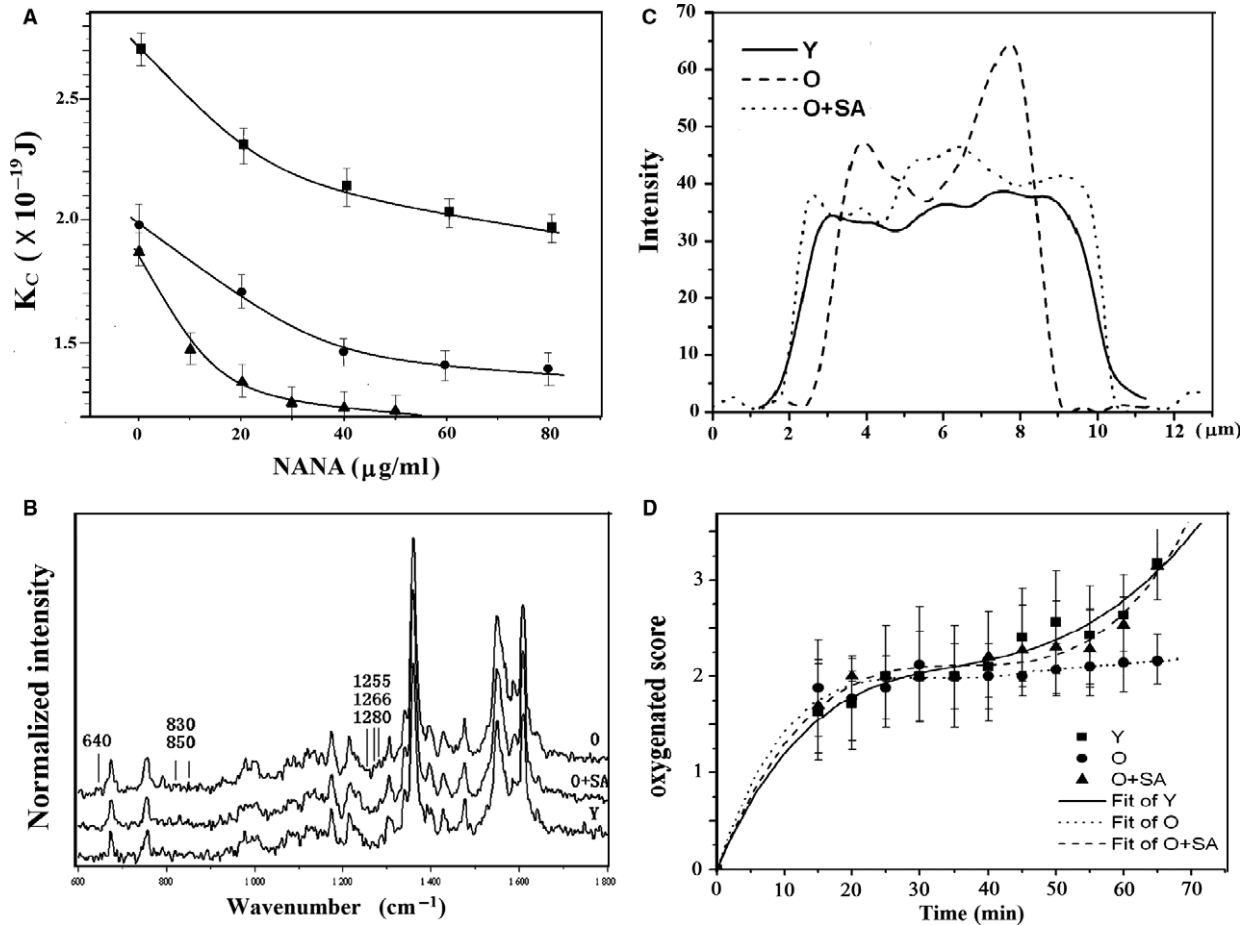 A
2.5
2.0
1.5
K_C ( X 10^−19 J)
0 20 40 60 80
NANA (μg/ml)
C
70
60
50
40
30
20
10
0
Intensity
Y
O
O+SA
0 2 4 6 8 10 12 (μm)
B
Normalized intensity
640
830
850
1255
1266
1280
O
O+SA
Y
600 800 1000 1200 1400 1600 1800
Wavenumber (cm^−1)
D
3
2
1
0
oxygenated score
Y
O
O+SA
Fit of Y
Fit of O
Fit of O+SA
0 10 20 30 40 50 60 70
Time (min)